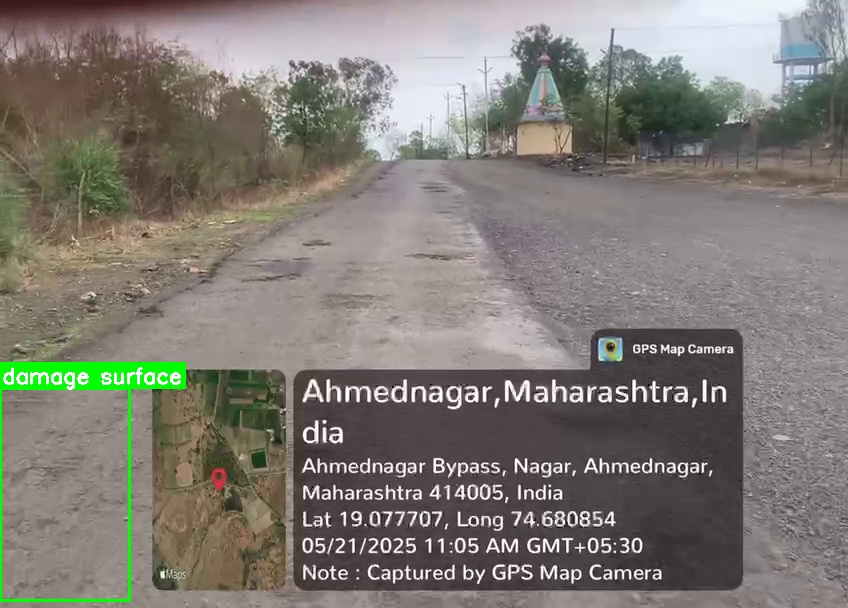 damage surface
GPS Map Camera
Ahmednagar,Maharashtra,In
dia
Ahmednagar Bypass, Nagar, Ahmednagar,
Maharashtra 414005, India
Lat 19.077707, Long 74.680854
05/21/2025 11:05 AM GMT+05:30
Note : Captured by GPS Map Camera
Maps